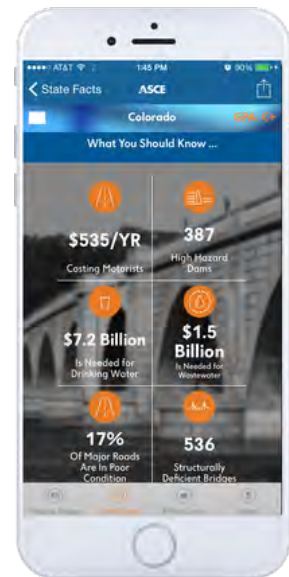 AT&T
1:45 PM
90%
State Facts
ASCE
Colorado
GPA: C+
What You Should Know ...
$535/YR
Costing Motorists
387
High Hazard
Dams
$7.2 Billion
Is Needed for
Drinking Water
$1.5
Billion
Is Needed for
Wastewater
17%
Of Major Roads
Are In Poor
Condition
536
Structurally
Deficient Bridges